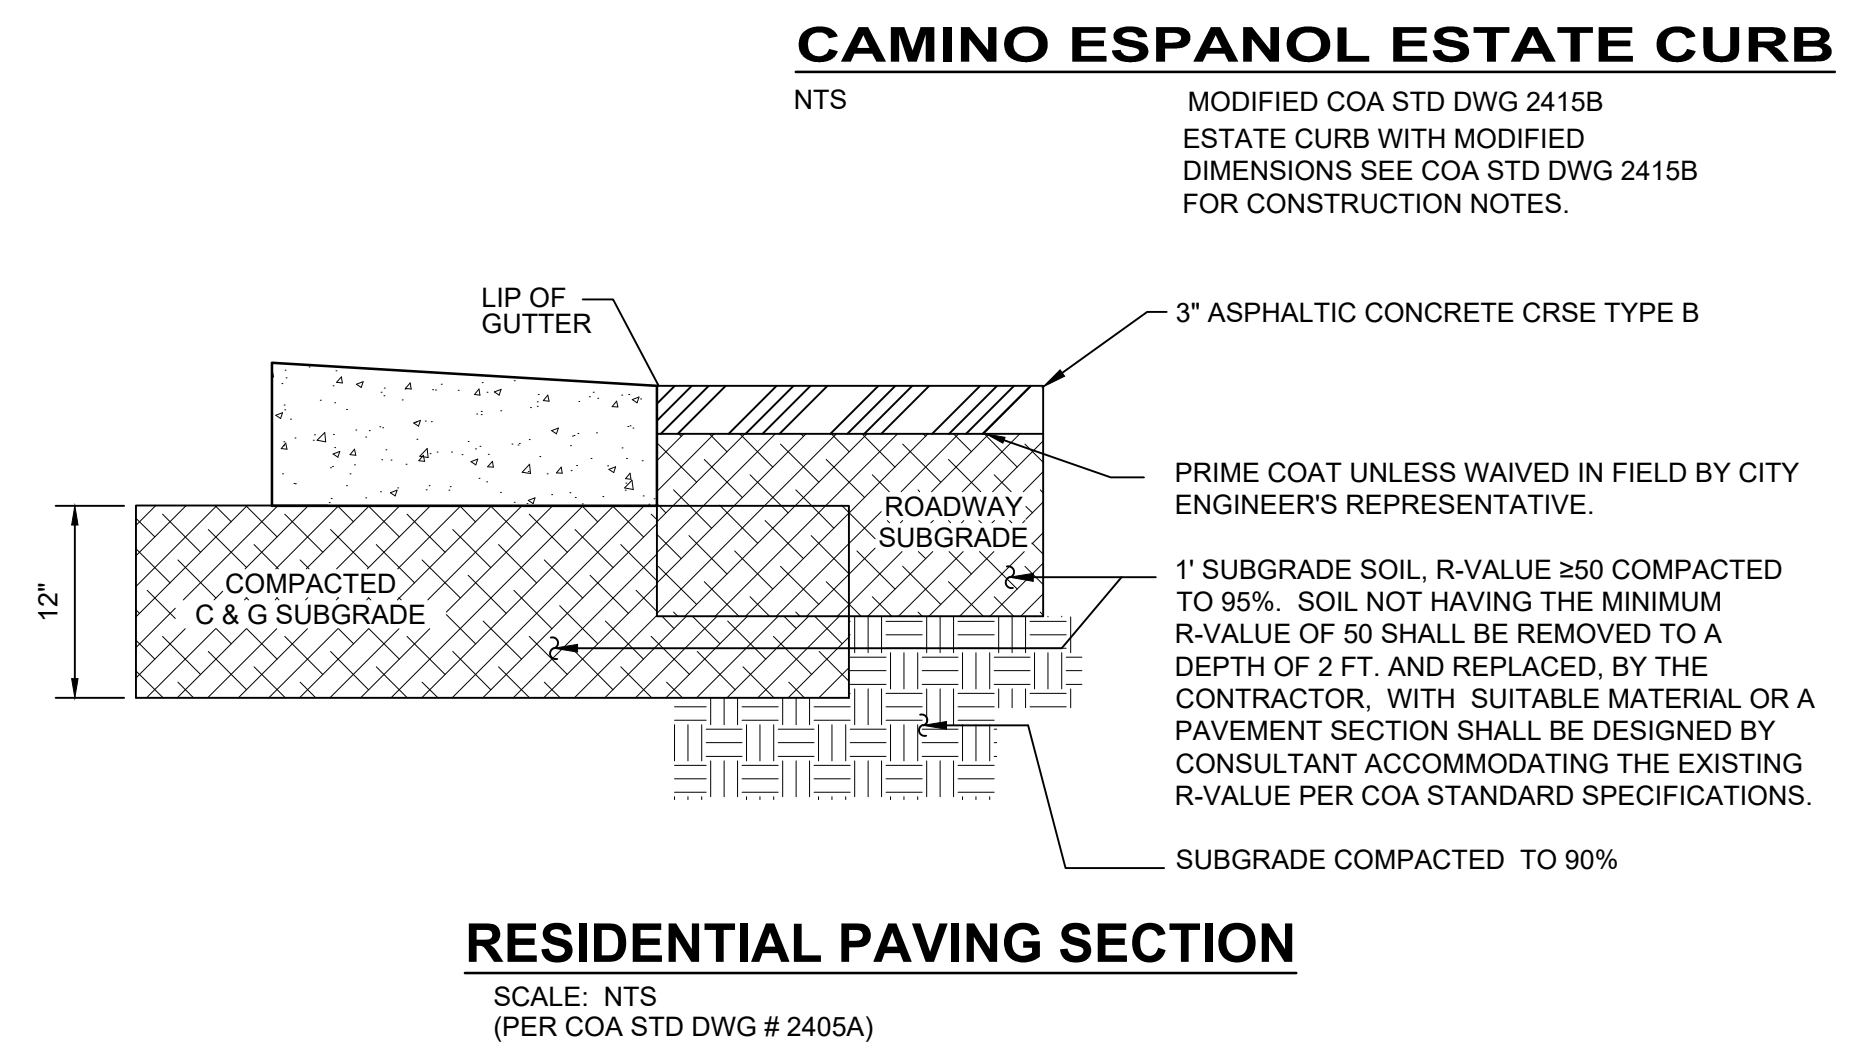 CAMINO ESPANOL ESTATE CURB
NTS
MODIFIED COA STD DWG 2415B
ESTATE CURB WITH MODIFIED
DIMENSIONS SEE COA STD DWG 2415B
FOR CONSTRUCTION NOTES.
LIP OF
GUTTER
3" ASPHALTIC CONCRETE CRSE TYPE B
PRIME COAT UNLESS WAIVED IN FIELD BY CITY
ENGINEER'S REPRESENTATIVE.
ROADWAY
SUBGRADE
12"
COMPACTED
C & G SUBGRADE
1' SUBGRADE SOIL, R-VALUE ≥50 COMPACTED
TO 95%. SOIL NOT HAVING THE MINIMUM
R-VALUE OF 50 SHALL BE REMOVED TO A
DEPTH OF 2 FT. AND REPLACED, BY THE
CONTRACTOR, WITH SUITABLE MATERIAL OR A
PAVEMENT SECTION SHALL BE DESIGNED BY
CONSULTANT ACCOMMODATING THE EXISTING
R-VALUE PER COA STANDARD SPECIFICATIONS.
SUBGRADE COMPACTED TO 90%
RESIDENTIAL PAVING SECTION
SCALE: NTS
(PER COA STD DWG # 2405A)